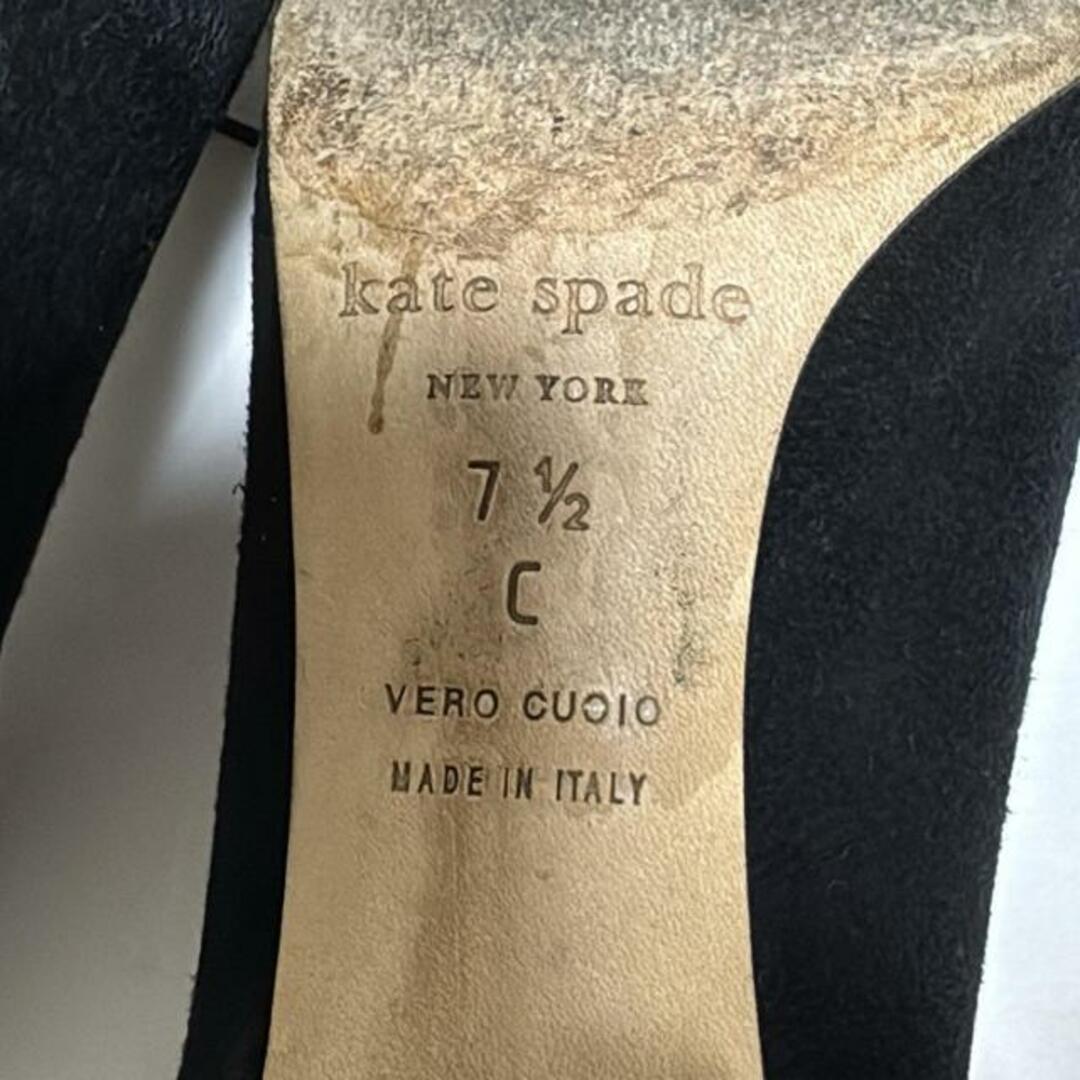 kate spade
NEW YORK
7 ½
C
VERO CUOIO
MADE IN ITALY